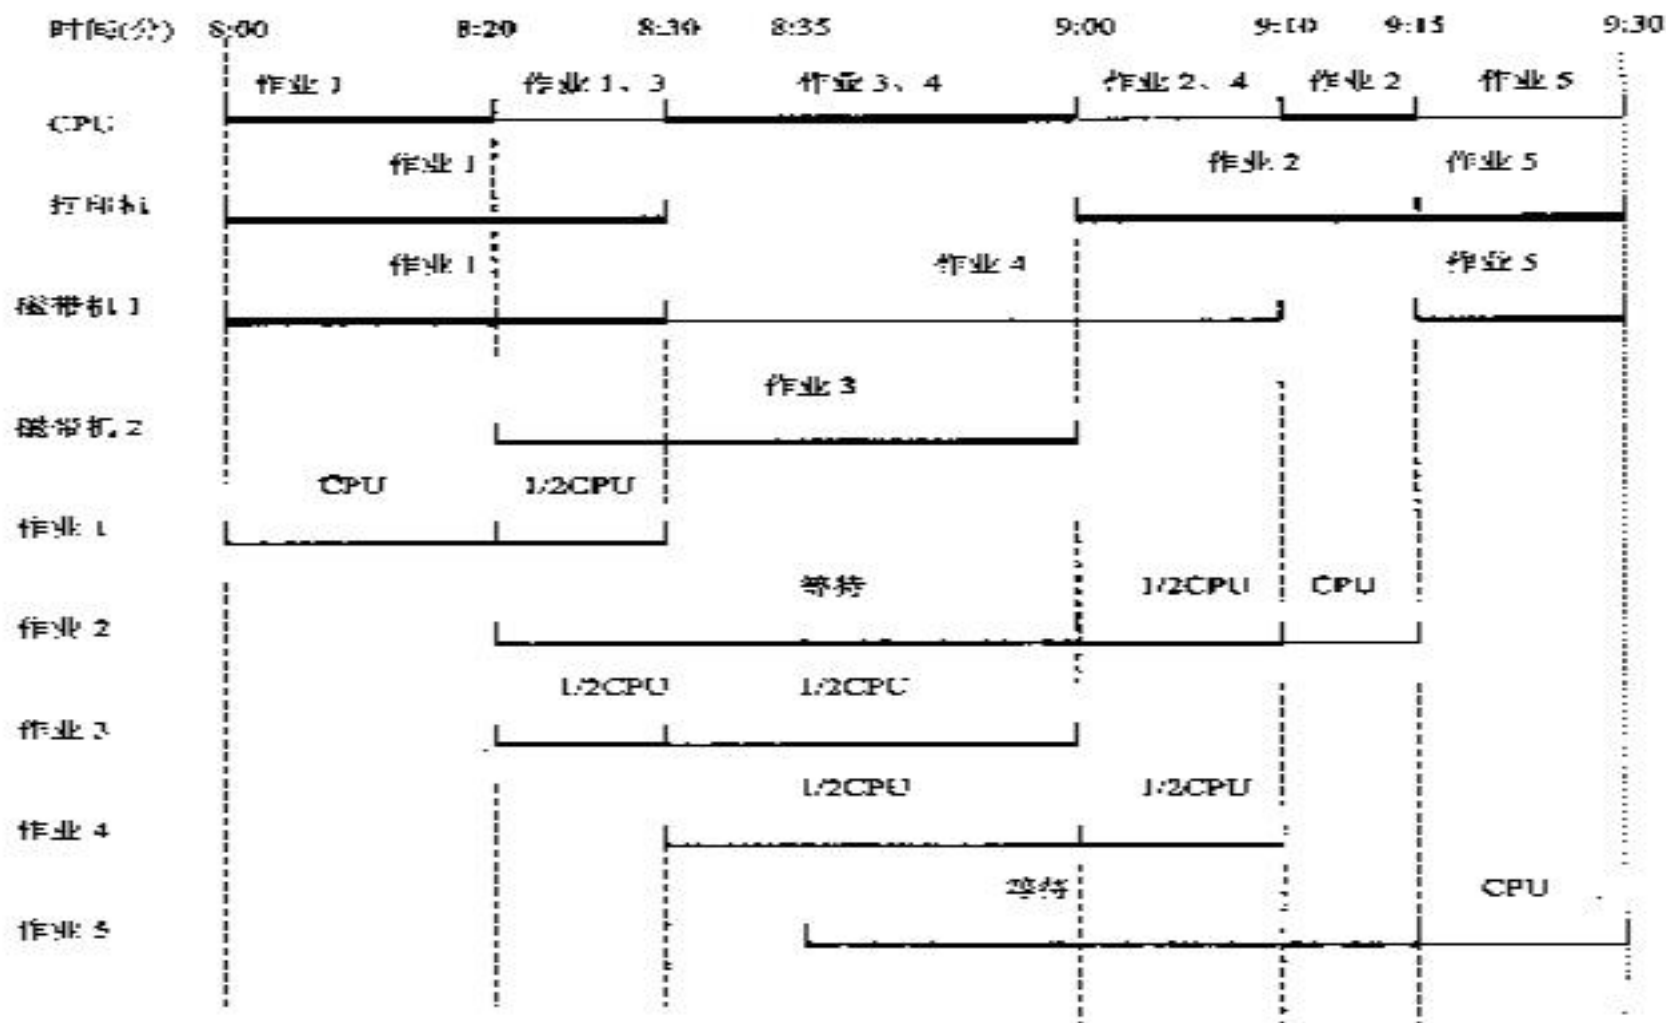 时间(分) 8:00 8:20 8:30 8:35 9:00 9:10 9:15 9:30
作业 1 作业 1、3 作业 3、4 作业 2、4 作业 2 作业 5
CPU
作业 1 作业 2 作业 5
打印机
作业 1 作业 4 作业 5
磁带机 1
作业 3
磁带机 2
CPU 1/2CPU
作业 1
等待 1/2CPU CPU
作业 2
1/2CPU 1/2CPU
作业 3
1/2CPU 1/2CPU
作业 4
等待 CPU
作业 5